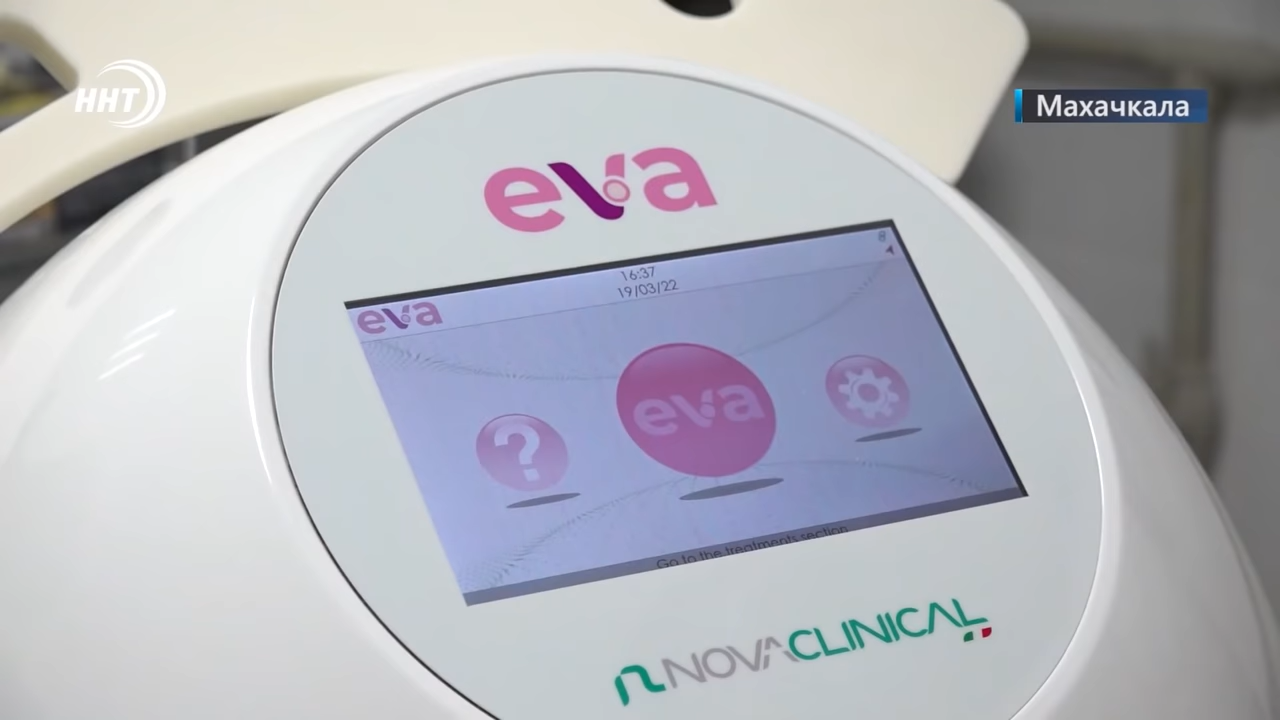 ННТ
Махачкала
eva
16:37
19/03/22
eva
eva
?
Go to the treatments section
NOVACLINICAL